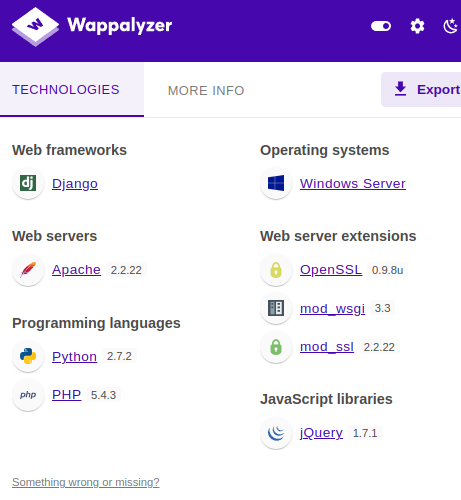 Wappalyzer
TECHNOLOGIES
MORE INFO
Export
Web frameworks
dj
Django
Web servers
Apache 2.2.22
Programming languages
Python 2.7.2
php
PHP 5.4.3
Operating systems
Windows Server
Web server extensions
OpenSSL 0.9.8u
mod_wsgi 3.3
mod_ssl 2.2.22
JavaScript libraries
jQuery 1.7.1
Something wrong or missing?